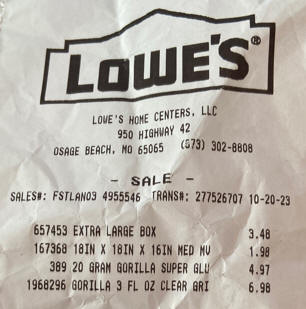 LOWE'S®
LOWE'S HOME CENTERS, LLC
950 HIGHWAY 42
OSAGE BEACH, MO 65065 (573) 302-8808
- SALE -
SALES#: FSTLAN03 4955546 TRANS#: 277526707 10-20-23
657453 EXTRA LARGE BOX 3.48
167368 18IN X 18IN X 16IN MED MV 1.98
389 20 GRAM GORILLA SUPER GLU 4.97
1968296 GORILLA 3 FL OZ CLEAR GRI 6.98